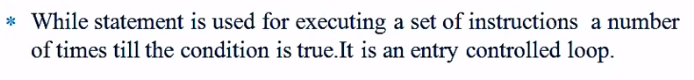 * While statement is used for executing a set of instructions a number
of times till the condition is true.It is an entry controlled loop.